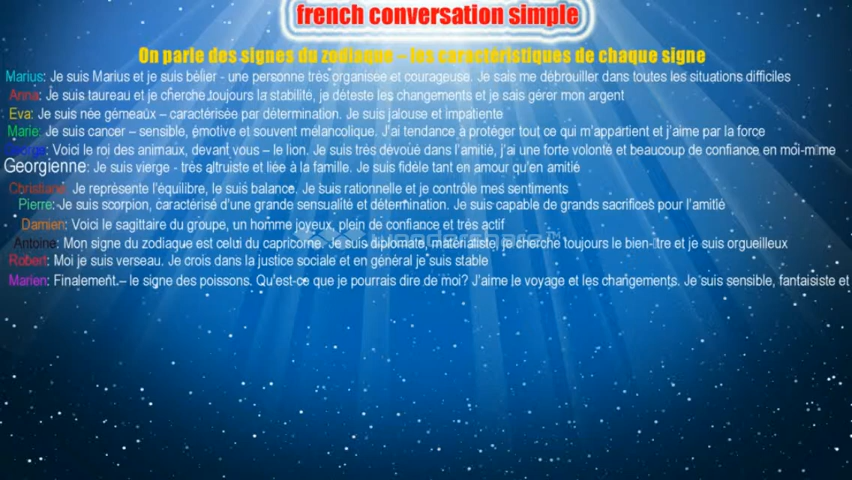 french conversation simple
On parle des signes du zodiaque – les caractéristiques de chaque signe
Marius: Je suis Marius et je suis bélier - une personne trés organisée et courageuse. Je sais me débrouiller dans toutes les situations difficiles
Anna: Je suis taureau et je cherche toujours la stabilité, je déteste les changements et je sais gérer mon argent
Eva: Je suis née gémeaux – caractérisée par détermination. Je suis jalouse et impatiente
Marie: Je suis cancer – sensible, émotive et souvent mélancolique. J'ai tendance à protéger tout ce qui m'appartient et j'aime par la force
Voici le roi des animaux, devant vous – le lion. Je suis trés dévoué dans l'amitié, j'ai une forte volonté et beaucoup de confiance en moi-m me
Georgienne: Je suis vierge - trés altruiste et liée à la famille. Je suis fidéle tant en amour qu'en amitié
Je représente l'équilibre, le suis balance. Je suis rationnelle et je contrôle mes sentiments
Pierre: Je suis scorpion, caractérisé d'une grande sensualité et détermination. Je suis capable de grands sacrifices pour l'amitié
Damien: Voici le sagittaire du groupe, un homme joyeux, plein de confiance et trés actif
Antoine: Mon signe du zodiaque est celui du capricorne. Je suis diplomate, matérialiste, je cherche toujours le bien- tre et je suis orgueilleux
Robert: Moi je suis verseau. Je crois dans la justice sociale et en général je suis stable
Marien: Finalement – le signe des poissons. Qu'est-ce que je pourrais dire de moi? J'aime le voyage et les changements. Je suis sensible, fantaisiste et